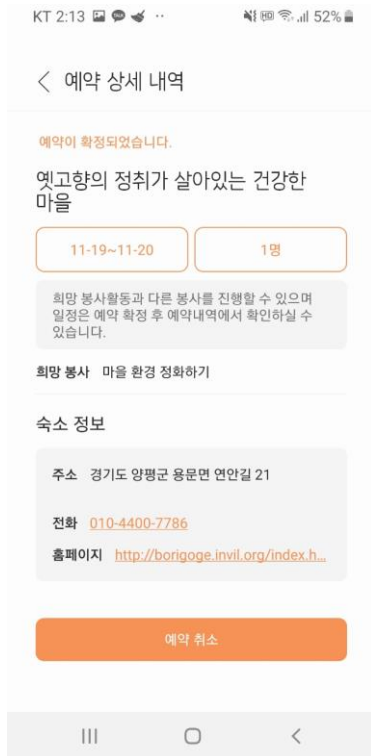 KT 2:13 52%
예약 상세 내역
예약이 확정되었습니다.
옛고향의 정취가 살아있는 건강한
마을
11-19~11-20
1명
희망 봉사활동과 다른 봉사를 진행할 수 있으며
일정은 예약 확정 후 예약내역에서 확인하실 수
있습니다.
희망 봉사 마을 환경 정화하기
숙소 정보
주소 경기도 양평군 용문면 연안길 21
전화 010-4400-7786
홈페이지 http://borigoge.invil.org/index.h...
예약 취소